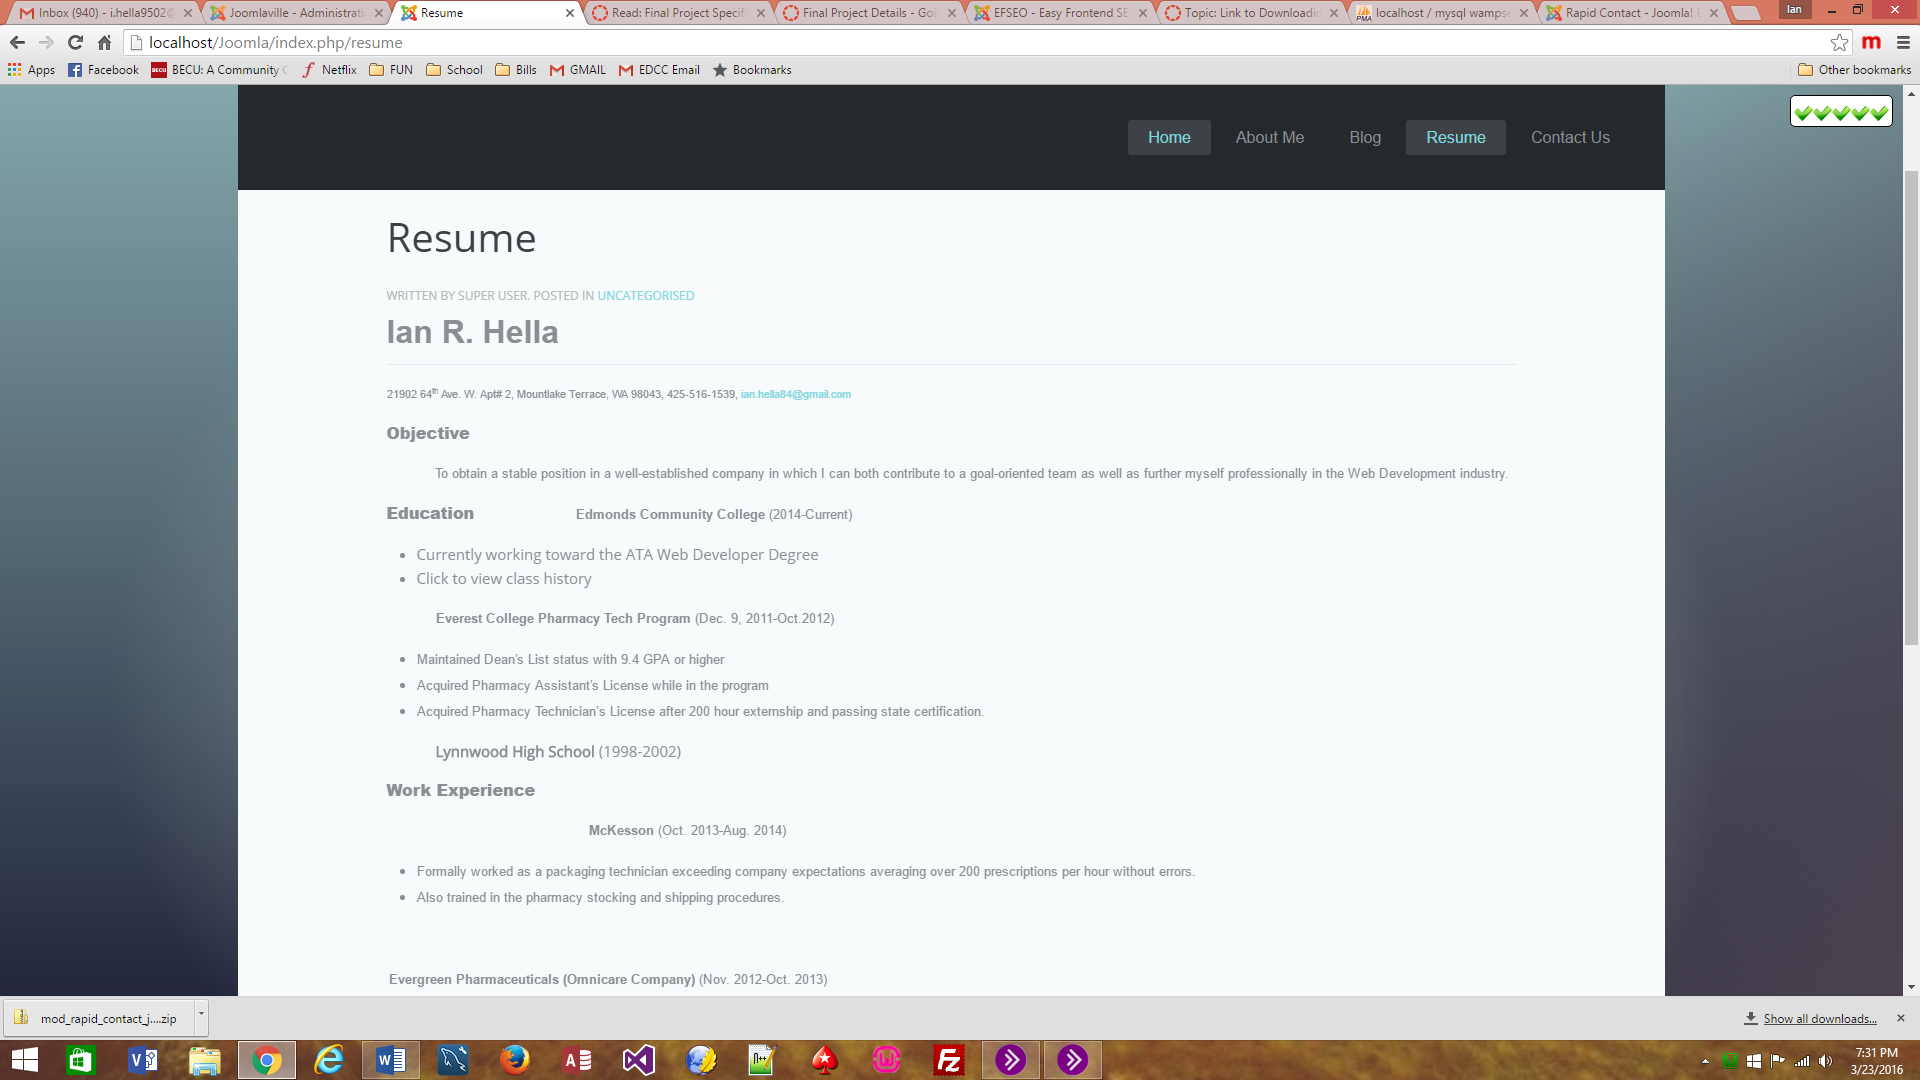 Inbox (940) - i.hella9502@
Joomlaville - Administrati
Resume
Read: Final Project Specifi
Final Project Details - Goi
EFSEO - Easy Frontend SE
Topic: Link to Downloadin
localhost / mysql wampse
Rapid Contact - Joomla! E
Ian
localhost/Joomla/index.php/resume
Apps
Facebook
BECU: A Community C
Netflix
FUN
School
Bills
GMAIL
EDCC Email
Bookmarks
Other bookmarks
Home
About Me
Blog
Resume
Contact Us
Resume
WRITTEN BY SUPER USER. POSTED IN UNCATEGORISED
Ian R. Hella
21902 64th Ave. W. Apt# 2, Mountlake Terrace, WA 98043, 425-516-1539, ian.hella84@gmail.com
Objective
To obtain a stable position in a well-established company in which I can both contribute to a goal-oriented team as well as further myself professionally in the Web Development industry.
Education Edmonds Community College (2014-Current)
• Currently working toward the ATA Web Developer Degree
• Click to view class history
Everest College Pharmacy Tech Program (Dec. 9, 2011-Oct.2012)
• Maintained Dean's List status with 9.4 GPA or higher
• Acquired Pharmacy Assistant's License while in the program
• Acquired Pharmacy Technician's License after 200 hour externship and passing state certification.
Lynnwood High School (1998-2002)
Work Experience
McKesson (Oct. 2013-Aug. 2014)
• Formally worked as a packaging technician exceeding company expectations averaging over 200 prescriptions per hour without errors.
• Also trained in the pharmacy stocking and shipping procedures.
Evergreen Pharmaceuticals (Omnicare Company) (Nov. 2012-Oct. 2013)
mod_rapid_contact_j....zip
Show all downloads...
7:31 PM
3/23/2016